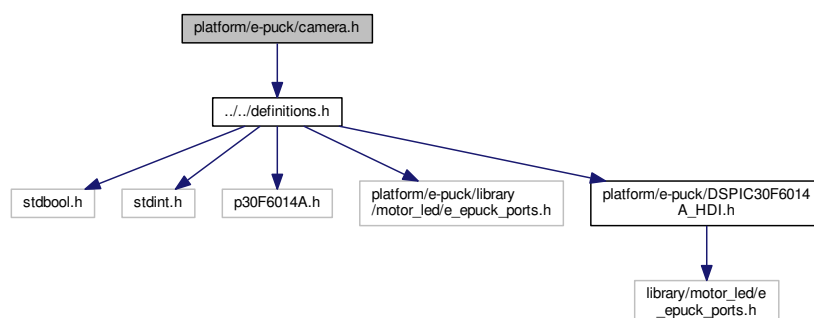 platform/e-puck/camera.h
../../definitions.h
stdbool.h
stdint.h
p30F6014A.h
platform/e-puck/library
/motor_led/e_epuck_ports.h
platform/e-puck/DSPIC30F6014
A_HDI.h
library/motor_led/e
_epuck_ports.h